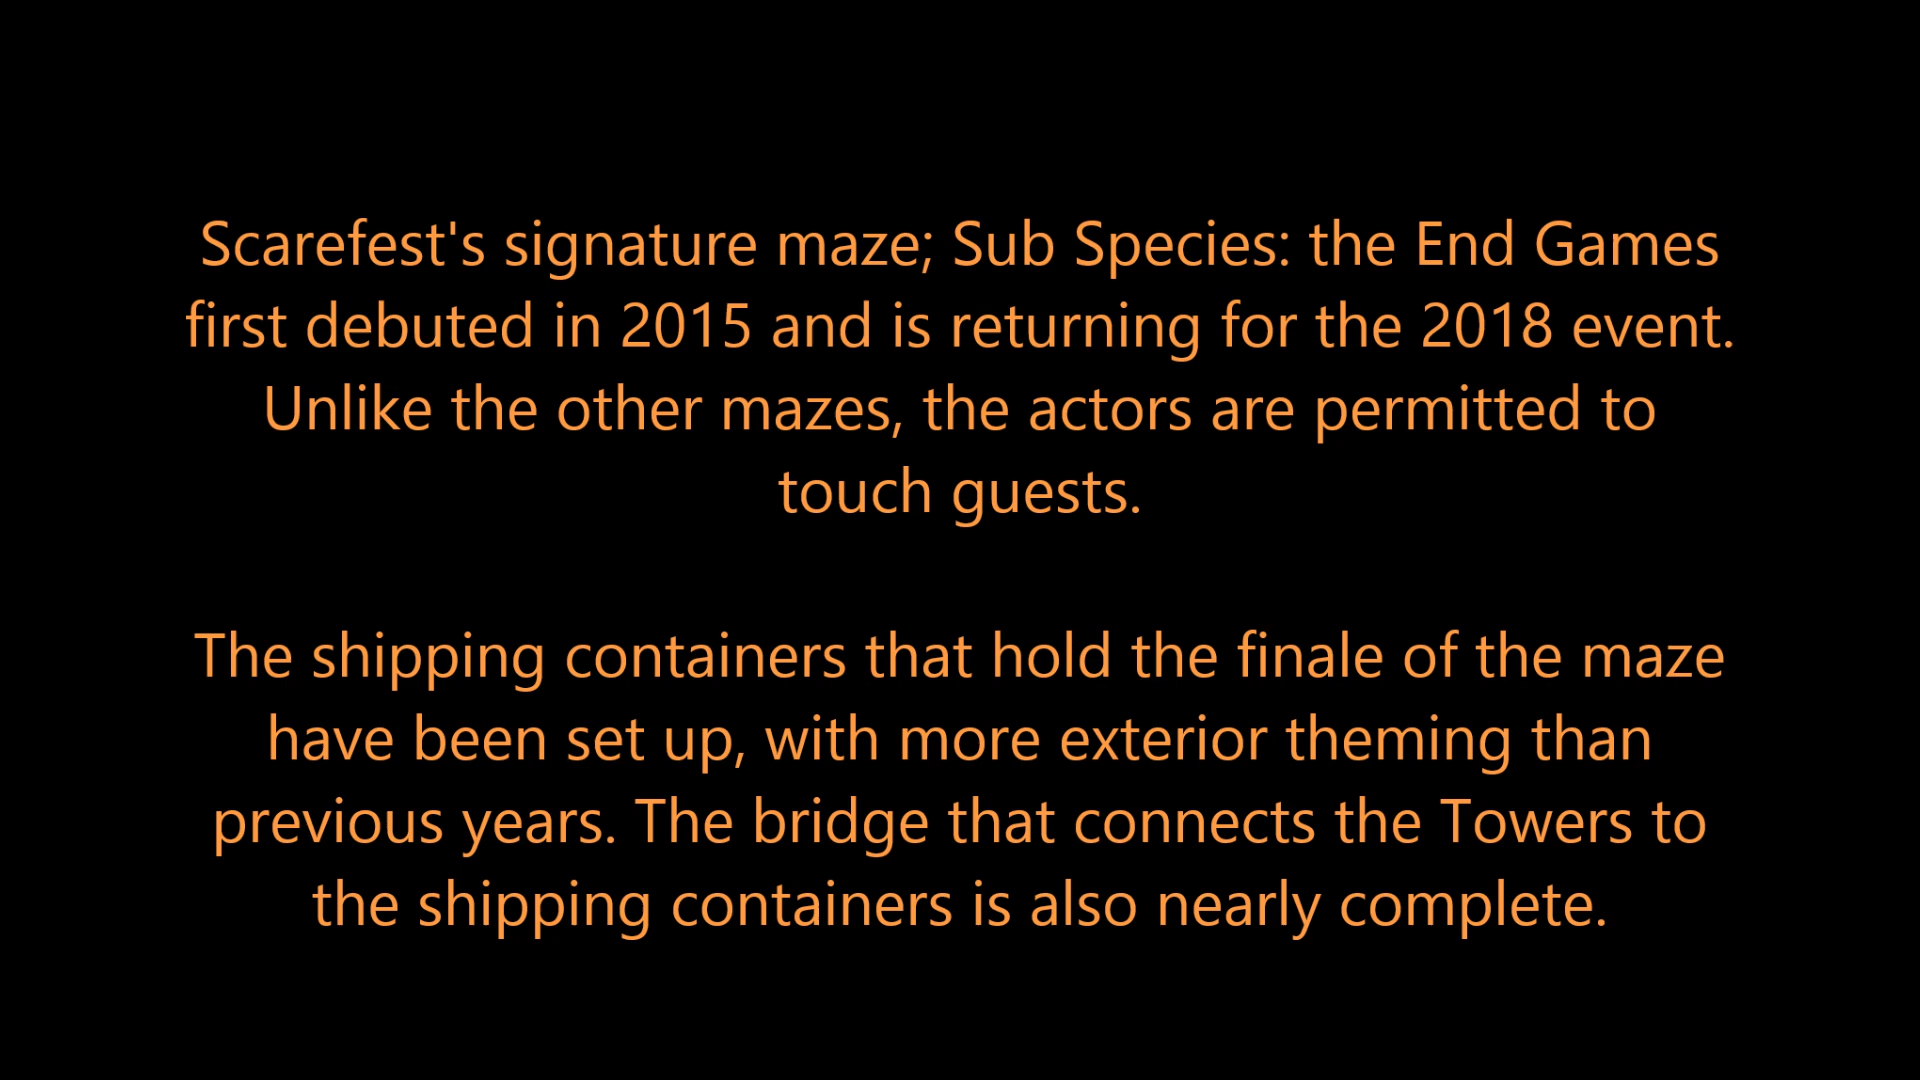 Scarefest's signature maze; Sub Species: the End Games
first debuted in 2015 and is returning for the 2018 event.
Unlike the other mazes, the actors are permitted to
touch guests.
The shipping containers that hold the finale of the maze
have been set up, with more exterior theming than
previous years. The bridge that connects the Towers to
the shipping containers is also nearly complete.